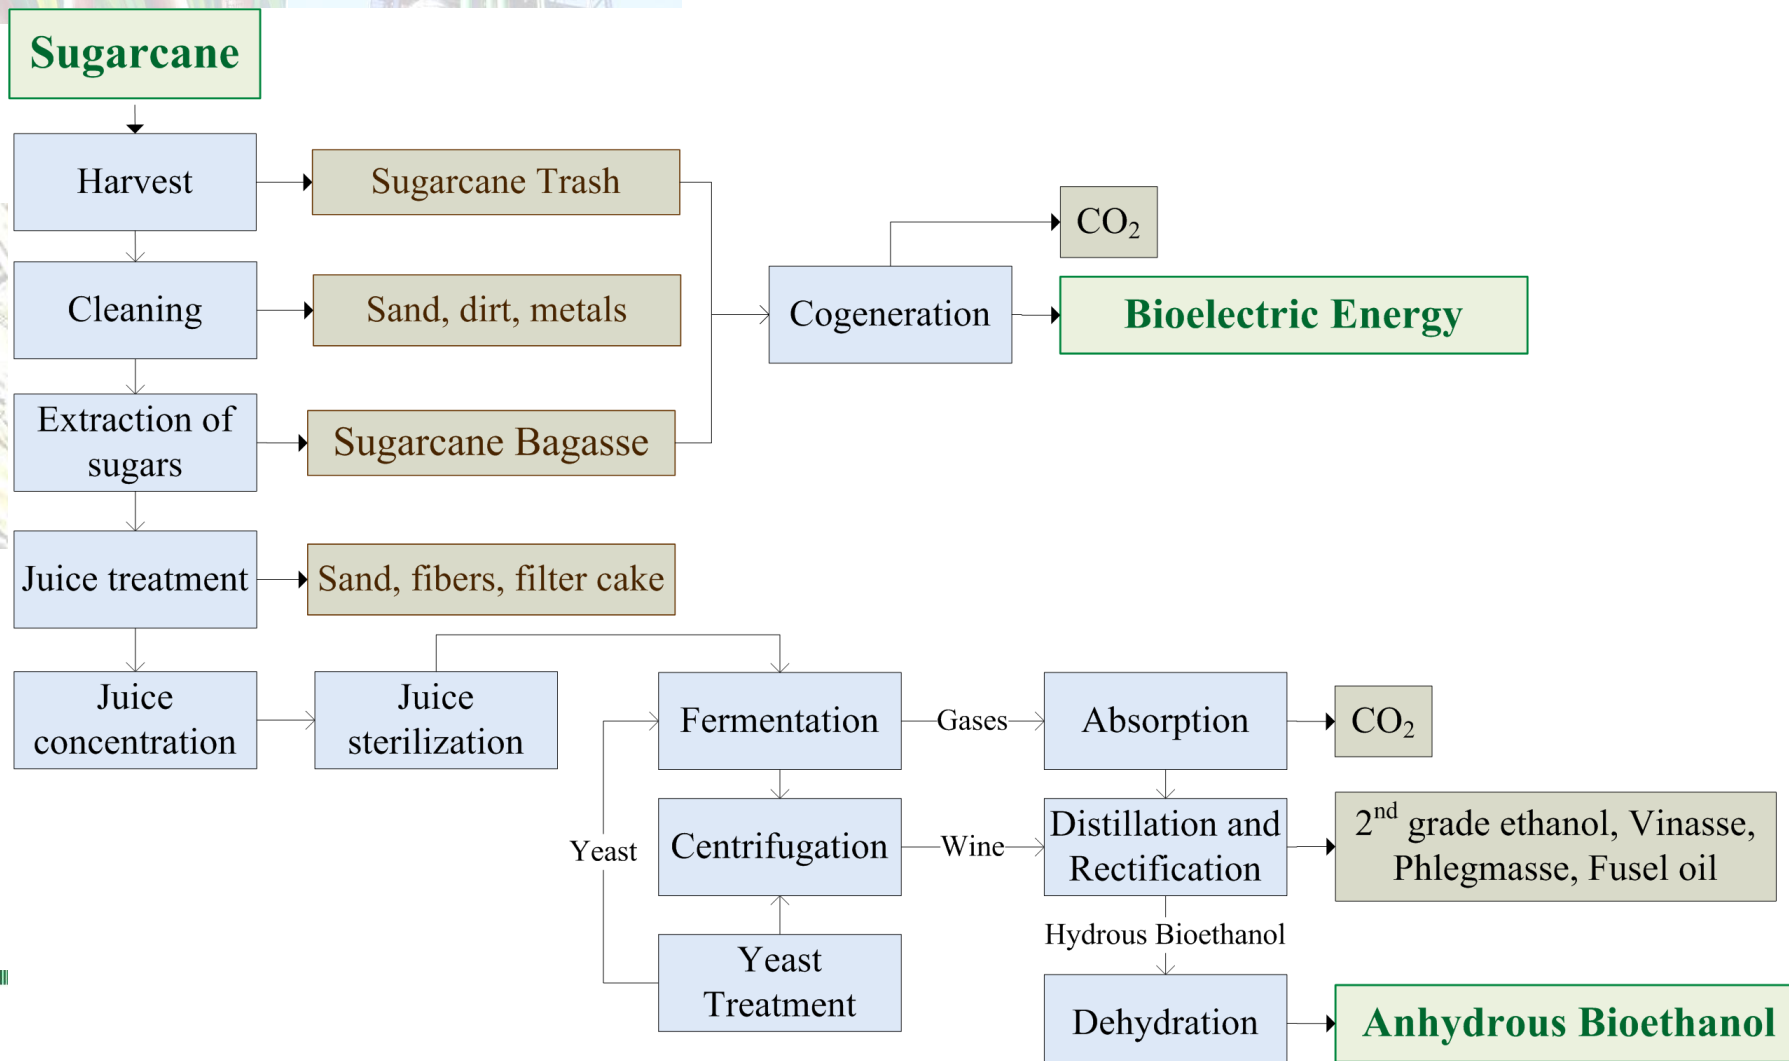 Sugarcane
Harvest
Sugarcane Trash
CO₂
Cleaning
Sand, dirt, metals
Cogeneration
Bioelectric Energy
Extraction of
sugars
Sugarcane Bagasse
Juice treatment
Sand, fibers, filter cake
Juice
concentration
Juice
sterilization
Fermentation
Gases
Absorption
CO₂
Yeast
Centrifugation
Wine
Distillation and
Rectification
2nd grade ethanol, Vinasse,
Phlegmasse, Fusel oil
Hydrous Bioethanol
Yeast
Treatment
Dehydration
Anhydrous Bioethanol